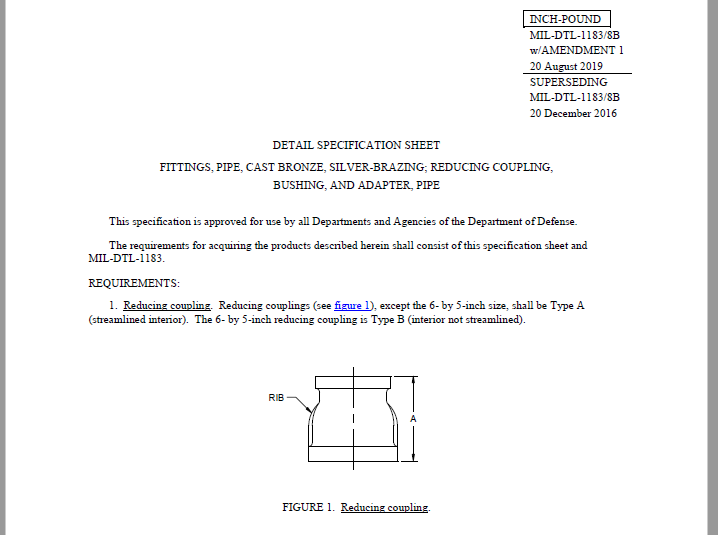 INCH-POUND
MIL-DTL-1183/8B
w/AMENDMENT 1
20 August 2019
SUPERSEDING
MIL-DTL-1183/8B
20 December 2016
DETAIL SPECIFICATION SHEET
FITTINGS, PIPE, CAST BRONZE, SILVER-BRAZING; REDUCING COUPLING,
BUSHING, AND ADAPTER, PIPE
This specification is approved for use by all Departments and Agencies of the Department of Defense.
The requirements for acquiring the products described herein shall consist of this specification sheet and
MIL-DTL-1183.
REQUIREMENTS:
1. Reducing coupling. Reducing couplings (see figure 1), except the 6- by 5-inch size, shall be Type A
(streamlined interior). The 6- by 5-inch reducing coupling is Type B (interior not streamlined).
RIB
A
FIGURE 1. Reducing coupling.